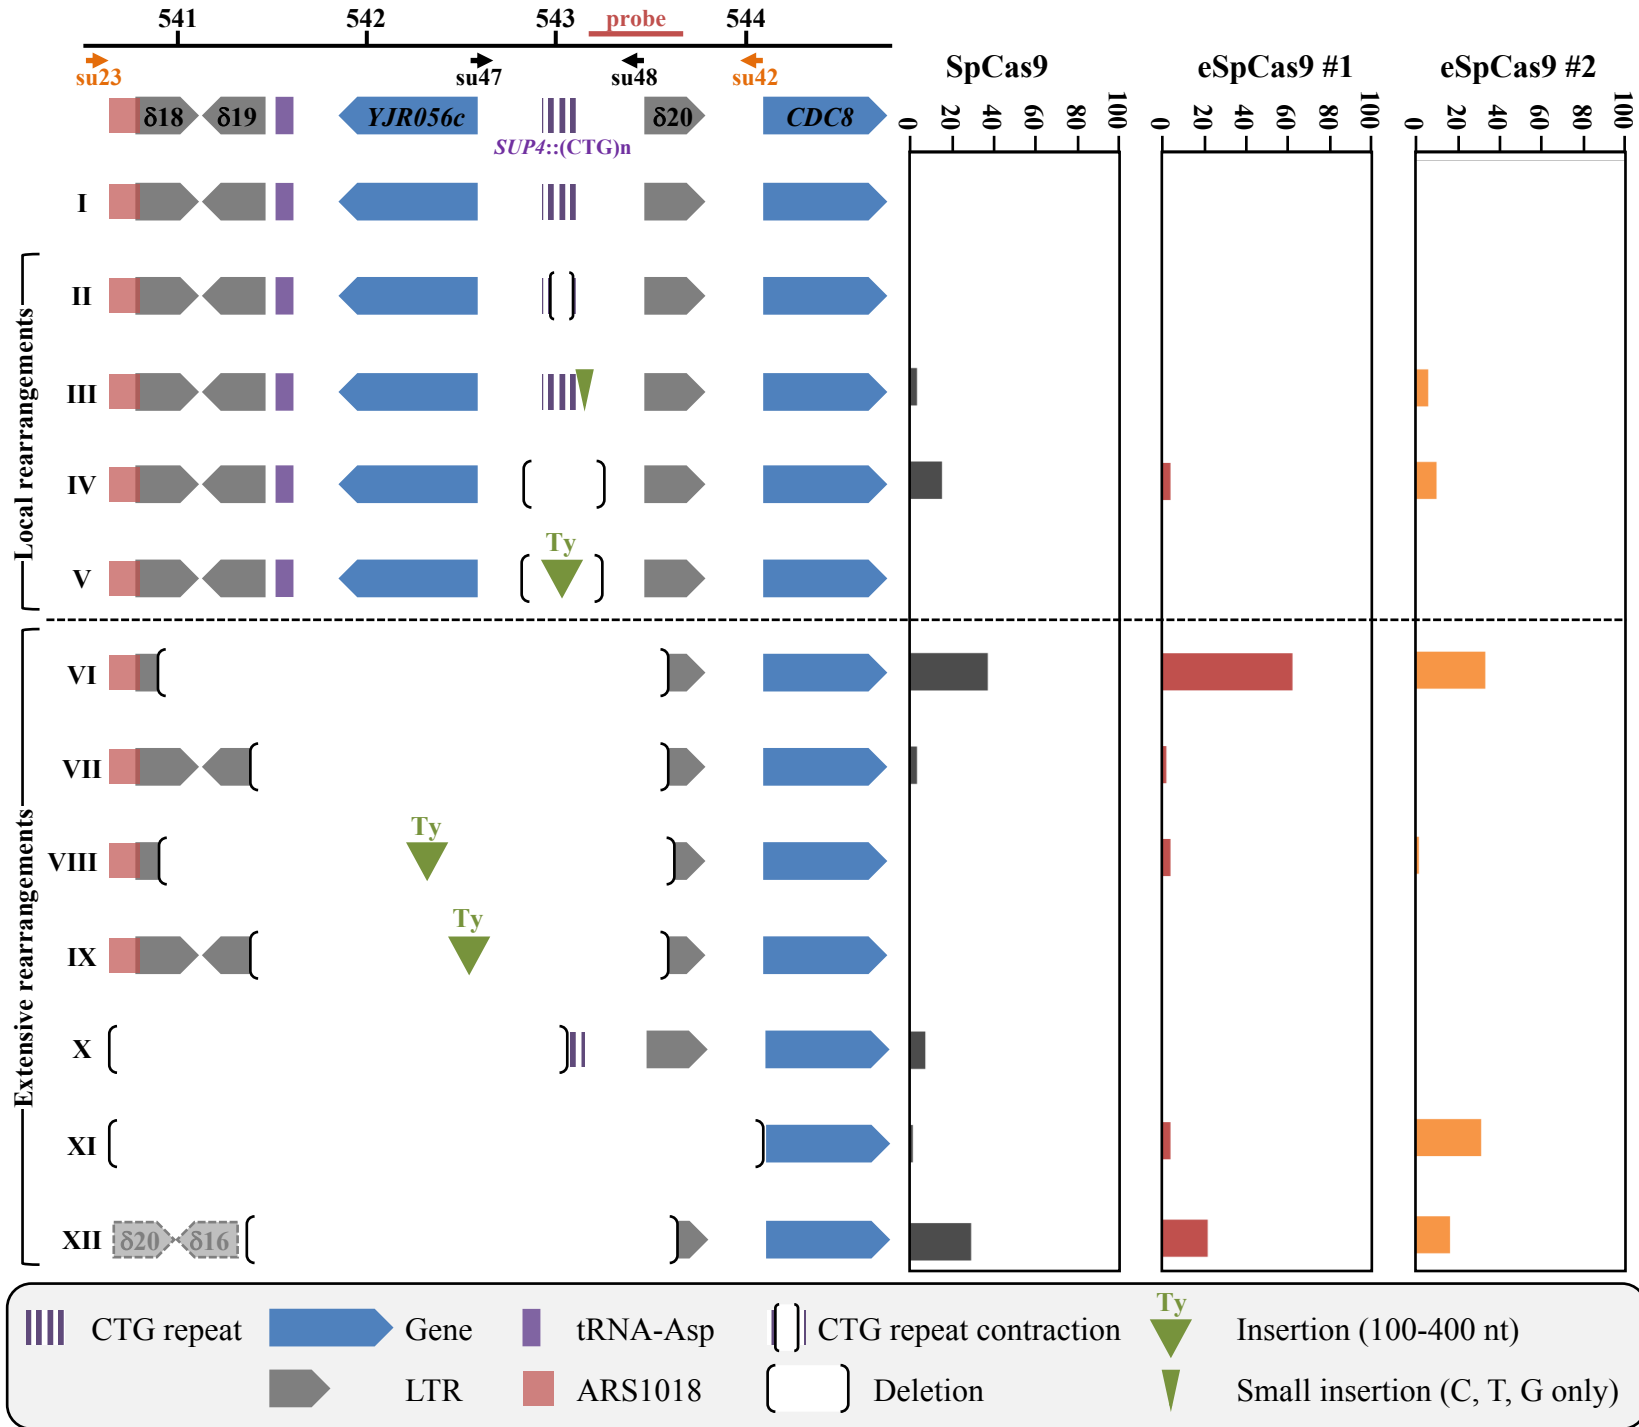 541 542 543 544
probe
su23 su47 su48 su42
SpCas9 eSpCas9 #1 eSpCas9 #2
0 20 40 60 80 100 0 20 40 60 80 100 0 20 40 60 80 100
δ18 δ19 YJR056c δ20 CDC8
SUP4::(CTG)n
Local rearrangements
I
II
III
IV
Ty
V
Extensive rearrangements
VI
VII
Ty
VIII
Ty
IX
X
XI
XII δ20 δ16
Ty
CTG repeat Gene tRNA-Asp CTG repeat contraction Insertion (100-400 nt)
LTR ARS1018 Deletion Small insertion (C, T, G only)